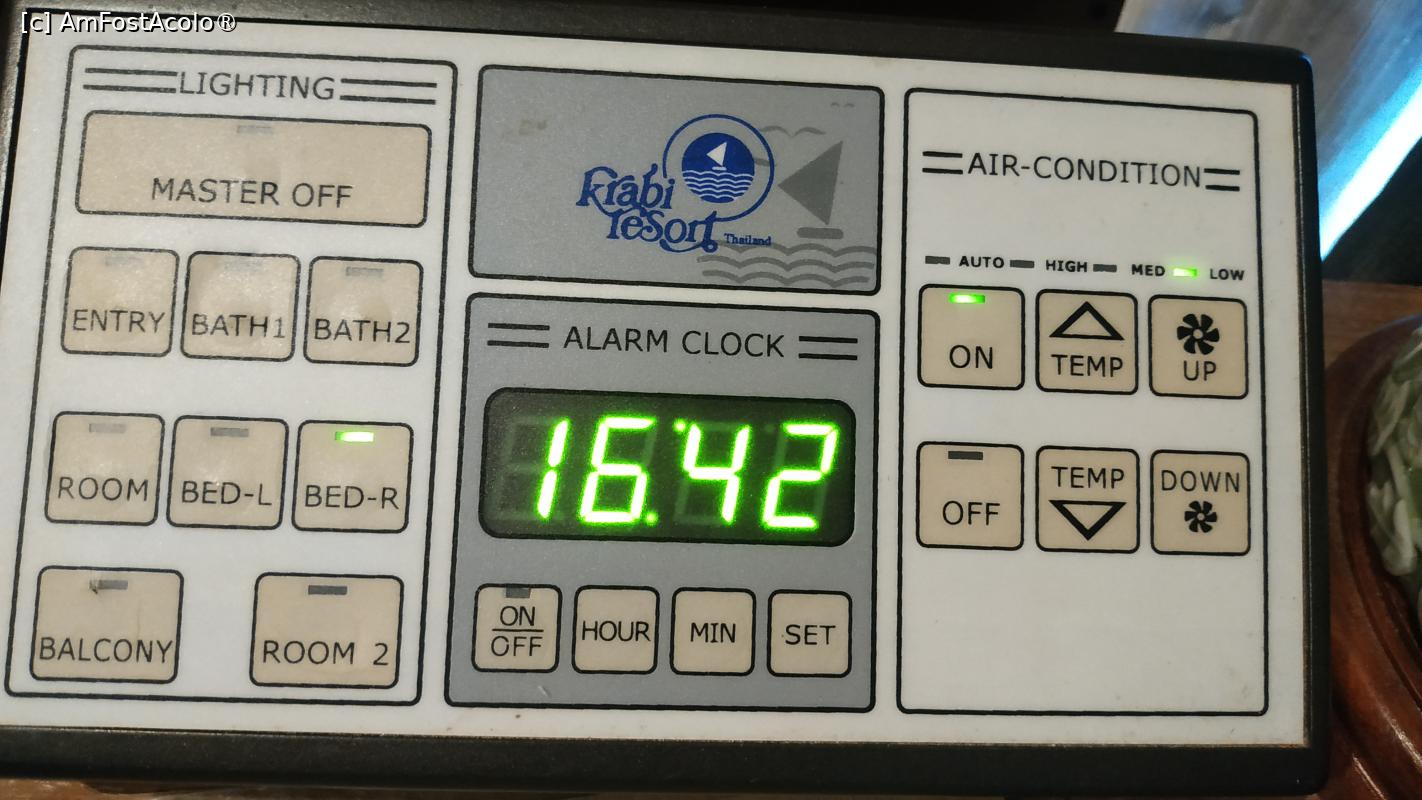 [c] AmFostAcolo®
LIGHTING
MASTER OFF
ENTRY
BATH1
BATH2
ROOM
BED-L
BED-R
BALCONY
ROOM 2
Krabi
resort
Thailand
ALARM CLOCK
16.42
ON
OFF
HOUR
MIN
SET
AIR-CONDITION
AUTO HIGH MED LOW
ON
TEMP
UP
OFF
TEMP
DOWN